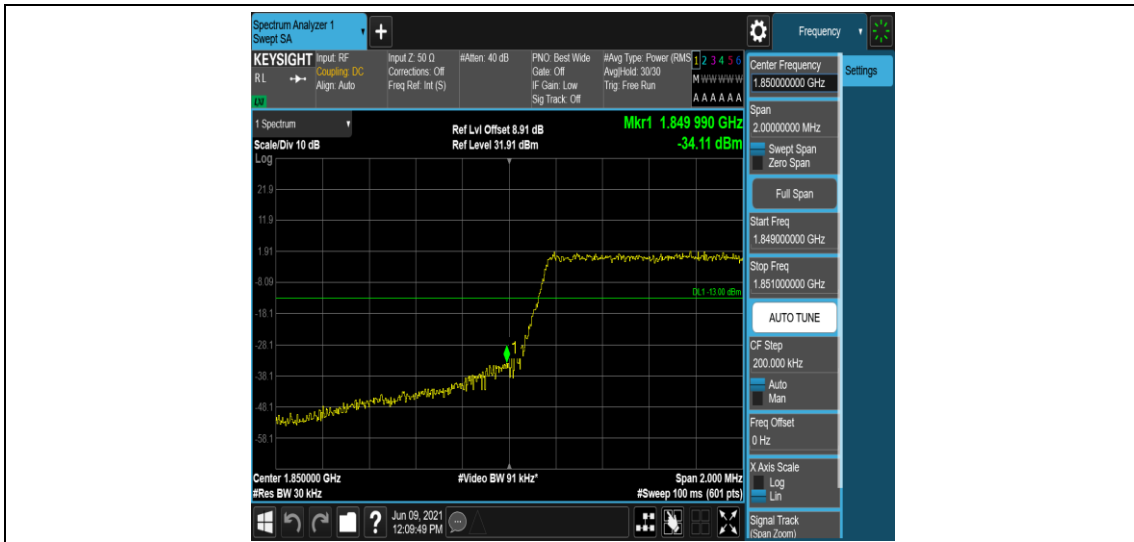 Spectrum Analyzer 1
Swept SA
Frequency
KEYSIGHT Input: RF Input Z: 50 Ω #Atten: 40 dB PNO: Best Wide #Avg Type: Power (RMS 1 2 3 4 5 6
RL Coupling: DC Corrections: Off Gate: Off Avg|Hold: 30/30 M W W W W W
Align: Auto Freq Ref: Int (S) IF Gain: Low Trig: Free Run
Sig Track: Off A A A A A A
LXI
1 Spectrum
Scale/Div 10 dB
Ref Lvl Offset 8.91 dB
Ref Level 31.91 dBm
Mkr1 1.849 990 GHz
-34.11 dBm
Log
21.9
11.9
1.91
-8.09
DL1 -13.00 dBm
-18.1
-28.1
1
-38.1
-48.1
-58.1
Center 1.850000 GHz #Video BW 91 kHz* Span 2.000 MHz
#Res BW 30 kHz #Sweep 100 ms (601 pts)
Jun 09, 2021
12:09:49 PM
Center Frequency
1.850000000 GHz
Settings
Span
2.00000000 MHz
Swept Span
Zero Span
Full Span
Start Freq
1.849000000 GHz
Stop Freq
1.851000000 GHz
AUTO TUNE
CF Step
200.000 kHz
Auto
Man
Freq Offset
0 Hz
X Axis Scale
Log
Lin
Signal Track
(Span Zoom)